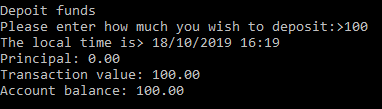 Depoit funds
Please enter how much you wish to deposit:>100
The local time is> 18/10/2019 16:19
Principal: 0.00
Transaction value: 100.00
Account balance: 100.00